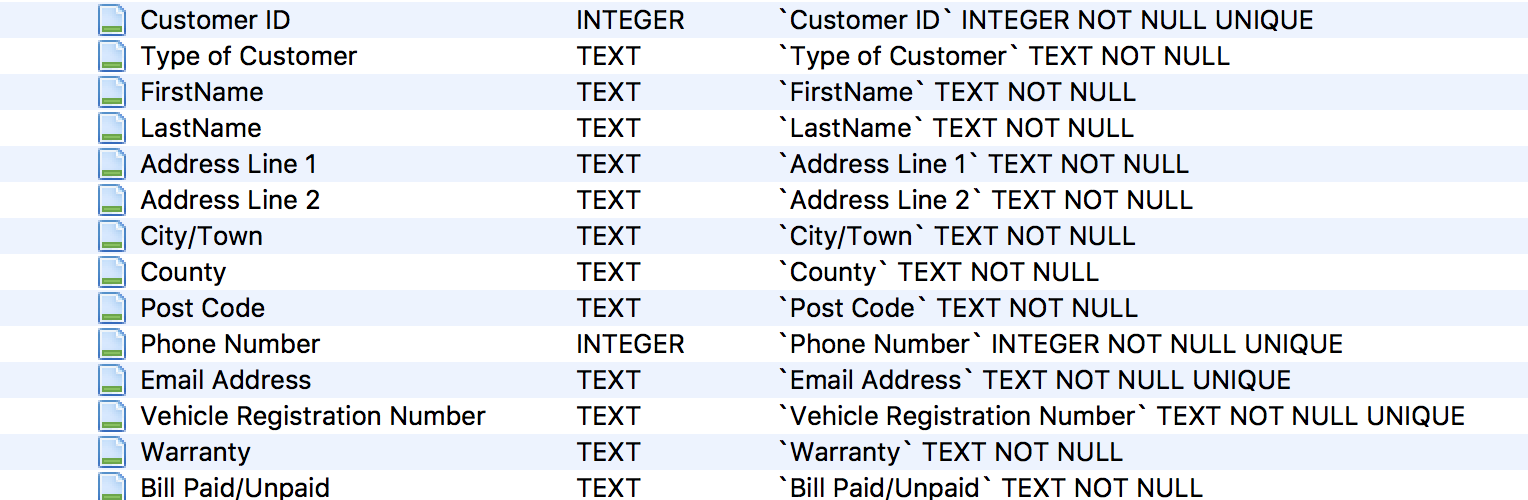 Customer ID INTEGER `Customer ID` INTEGER NOT NULL UNIQUE
Type of Customer TEXT `Type of Customer` TEXT NOT NULL
FirstName TEXT `FirstName` TEXT NOT NULL
LastName TEXT `LastName` TEXT NOT NULL
Address Line 1 TEXT `Address Line 1` TEXT NOT NULL
Address Line 2 TEXT `Address Line 2` TEXT NOT NULL
City/Town TEXT `City/Town` TEXT NOT NULL
County TEXT `County` TEXT NOT NULL
Post Code TEXT `Post Code` TEXT NOT NULL
Phone Number INTEGER `Phone Number` INTEGER NOT NULL UNIQUE
Email Address TEXT `Email Address` TEXT NOT NULL UNIQUE
Vehicle Registration Number TEXT `Vehicle Registration Number` TEXT NOT NULL UNIQUE
Warranty TEXT `Warranty` TEXT NOT NULL
Bill Paid/Unpaid TEXT `Bill Paid/Unpaid` TEXT NOT NULL